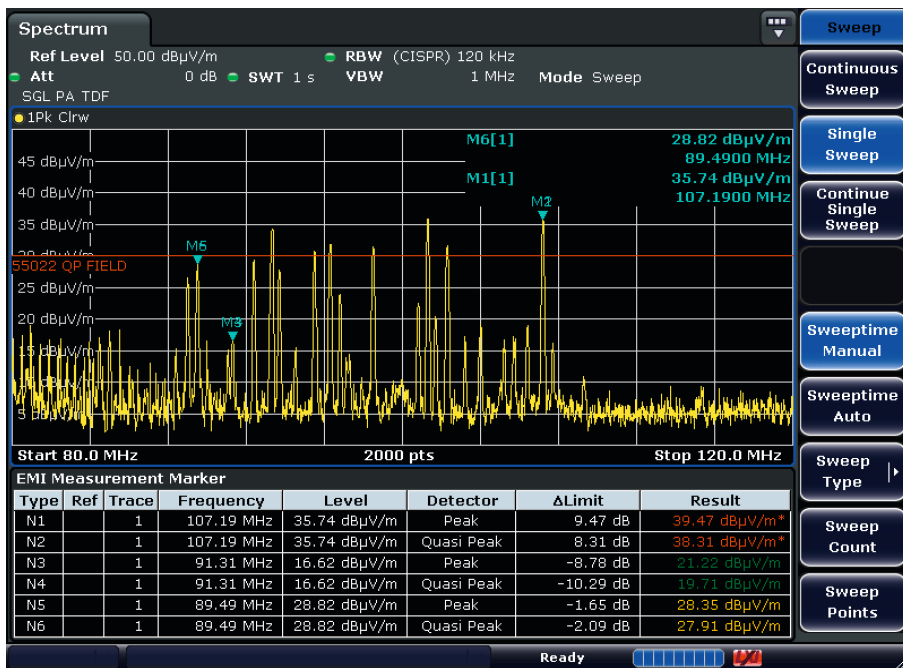 Spectrum
Ref Level 50.00 dBµV/m
RBW (CISPR) 120 kHz
Att 0 dB SWT 1 s VBW 1 MHz Mode Sweep
SGL PA TDF
1Pk Clrw
M6[1] 28.82 dBµV/m
89.4900 MHz
M1[1] 35.74 dBµV/m
107.1900 MHz
45 dBµV/m
40 dBµV/m
35 dBµV/m
55022 QP FIELD
25 dBµV/m
20 dBµV/m
15 dBµV/m
5 dBµV/m
M6
M2
Start 80.0 MHz 2000 pts Stop 120.0 MHz
EMI Measurement Marker
Type Ref Trace Frequency Level Detector ΔLimit Result
N1 1 107.19 MHz 35.74 dBµV/m Peak 9.47 dB 39.47 dBµV/m*
N2 1 107.19 MHz 35.74 dBµV/m Quasi Peak 8.31 dB 38.31 dBµV/m*
N3 1 91.31 MHz 16.62 dBµV/m Peak -8.78 dB 21.22 dBµV/m
N4 1 91.31 MHz 16.62 dBµV/m Quasi Peak -10.29 dB 19.71 dBµV/m
N5 1 89.49 MHz 28.82 dBµV/m Peak -1.65 dB 28.35 dBµV/m
N6 1 89.49 MHz 28.82 dBµV/m Quasi Peak -2.09 dB 27.91 dBµV/m
Ready
Sweep
Continuous
Sweep
Single
Sweep
Continue
Single
Sweep
Sweeptime
Manual
Sweeptime
Auto
Sweep
Type
Sweep
Count
Sweep
Points